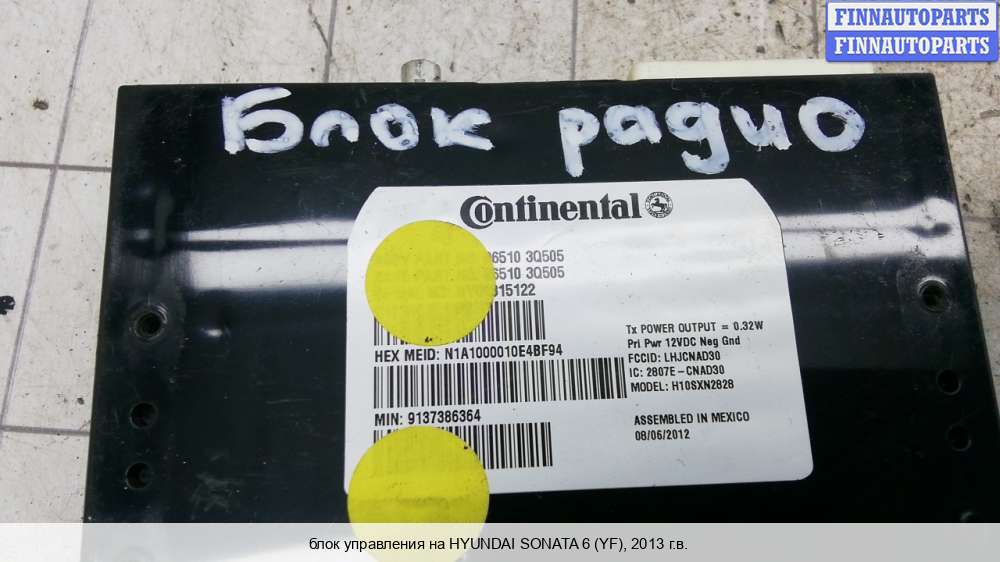 FINNAUTOPARTS
FINNAUTOPARTS
Блок радио
Continental
6510 3Q505
6510 3Q505
315122
HEX MEID: N1A1000010E4BF94
MIN: 9137386364
Tx POWER OUTPUT = 0.32W
Pri Pwr 12VDC Neg Gnd
FCCID: LHJCNAD30
IC: 2807E-CNAD30
MODEL: H10SXN2828
ASSEMBLED IN MEXICO
08/06/2012
блок управления на HYUNDAI SONATA 6 (YF), 2013 г.в.